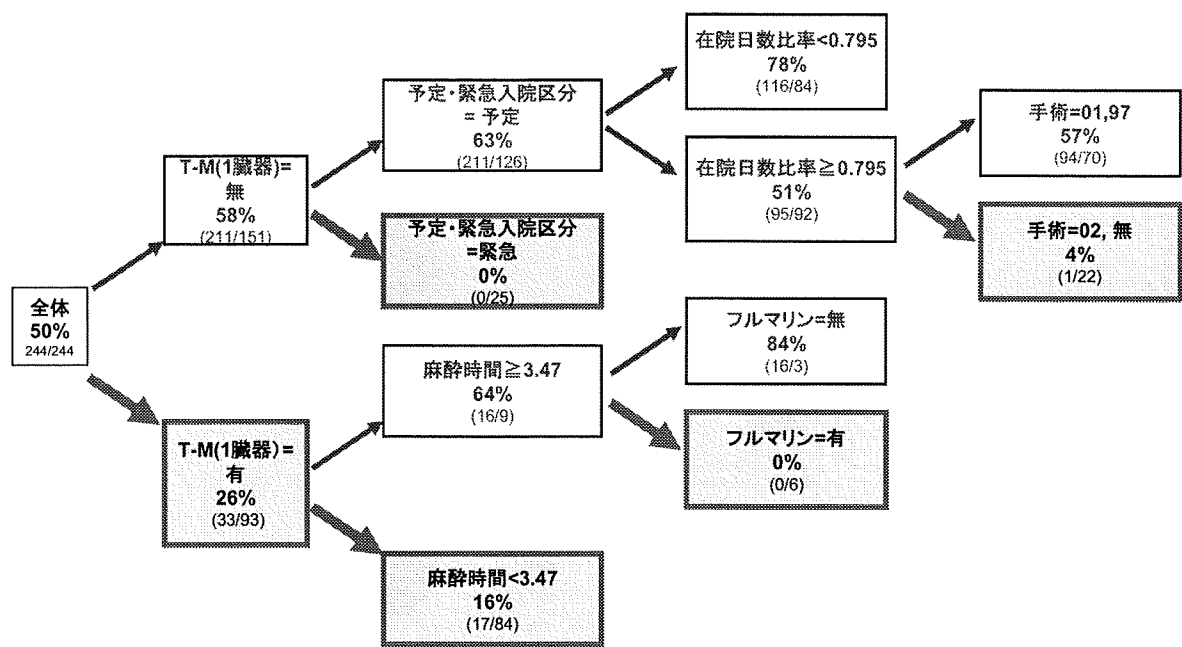 全体
50%
244/244
T-M(1臓器)=
無
58%
(211/151)
T-M(1臓器)=
有
26%
(33/93)
予定・緊急入院区分
= 予定
63%
(211/126)
予定・緊急入院区分
=緊急
0%
(0/25)
麻酔時間≧3.47
64%
(16/9)
麻酔時間<3.47
16%
(17/84)
在院日数比率<0.795
78%
(116/84)
在院日数比率≧0.795
51%
(95/92)
フルマリン=無
84%
(16/3)
フルマリン=有
0%
(0/6)
手術=01,97
57%
(94/70)
手術=02, 無
4%
(1/22)